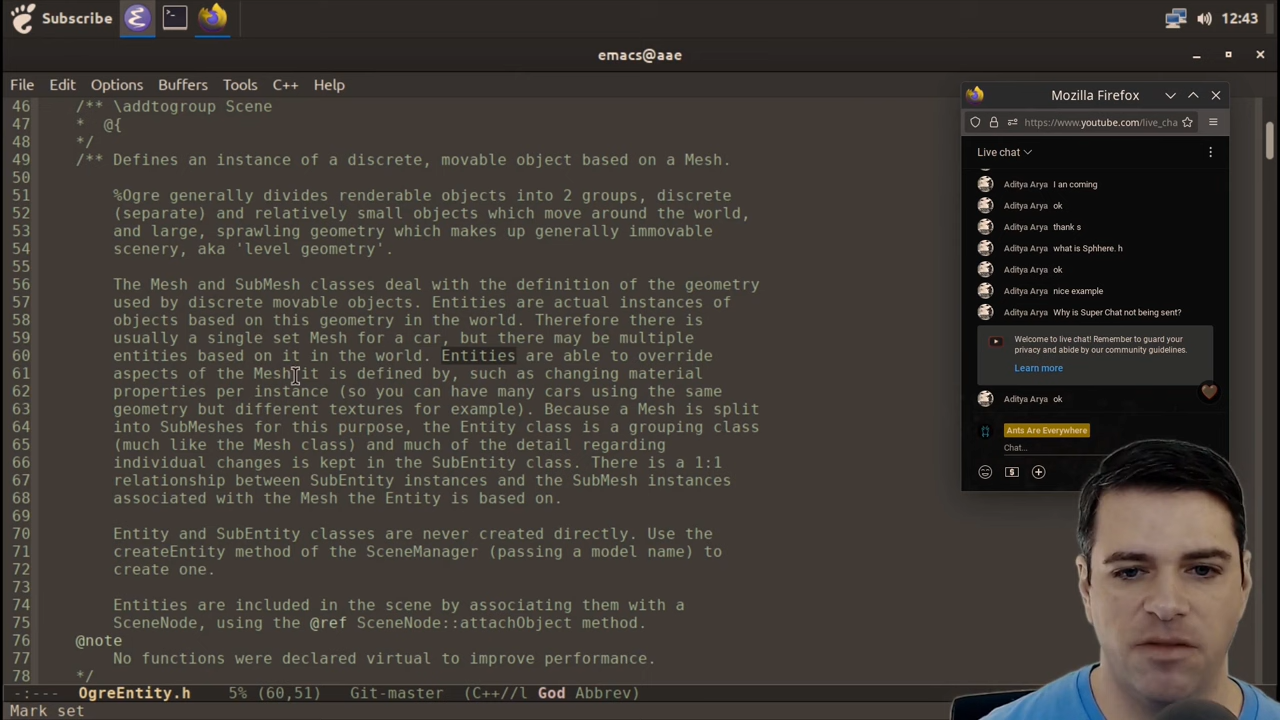 Subscribe
12:43
emacs@aae
File Edit Options Buffers Tools C++ Help
46 /** \addtogroup Scene
47 * @{
48 */
49 /** Defines an instance of a discrete, movable object based on a Mesh.
50
51 %Ogre generally divides renderable objects into 2 groups, discrete
52 (separate) and relatively small objects which move around the world,
53 and large, sprawling geometry which makes up generally immovable
54 scenery, aka 'level geometry'.
55
56 The Mesh and SubMesh classes deal with the definition of the geometry
57 used by discrete movable objects. Entities are actual instances of
58 objects based on this geometry in the world. Therefore there is
59 usually a single set Mesh for a car, but there may be multiple
60 entities based on it in the world. Entities are able to override
61 aspects of the Mesh it is defined by, such as changing material
62 properties per instance (so you can have many cars using the same
63 geometry but different textures for example). Because a Mesh is split
64 into SubMeshes for this purpose, the Entity class is a grouping class
65 (much like the Mesh class) and much of the detail regarding
66 individual changes is kept in the SubEntity class. There is a 1:1
67 relationship between SubEntity instances and the SubMesh instances
68 associated with the Mesh the Entity is based on.
69
70 Entity and SubEntity classes are never created directly. Use the
71 createEntity method of the SceneManager (passing a model name) to
72 create one.
73
74 Entities are included in the scene by associating them with a
75 SceneNode, using the @ref SceneNode::attachObject method.
76 @note
77 No functions were declared virtual to improve performance.
78 */
-:--- OgreEntity.h 5% (60,51) Git-master (C++//l God Abbrev)
Mark set
Mozilla Firefox
https://www.youtube.com/live_cha
Live chat
Aditya Arya I an coming
Aditya Arya ok
Aditya Arya thank s
Aditya Arya what is Sphhere. h
Aditya Arya ok
Aditya Arya nice example
Aditya Arya Why is Super Chat not being sent?
Welcome to live chat! Remember to guard your
privacy and abide by our community guidelines.
Learn more
Aditya Arya ok
Ants Are Everywhere
Chat...